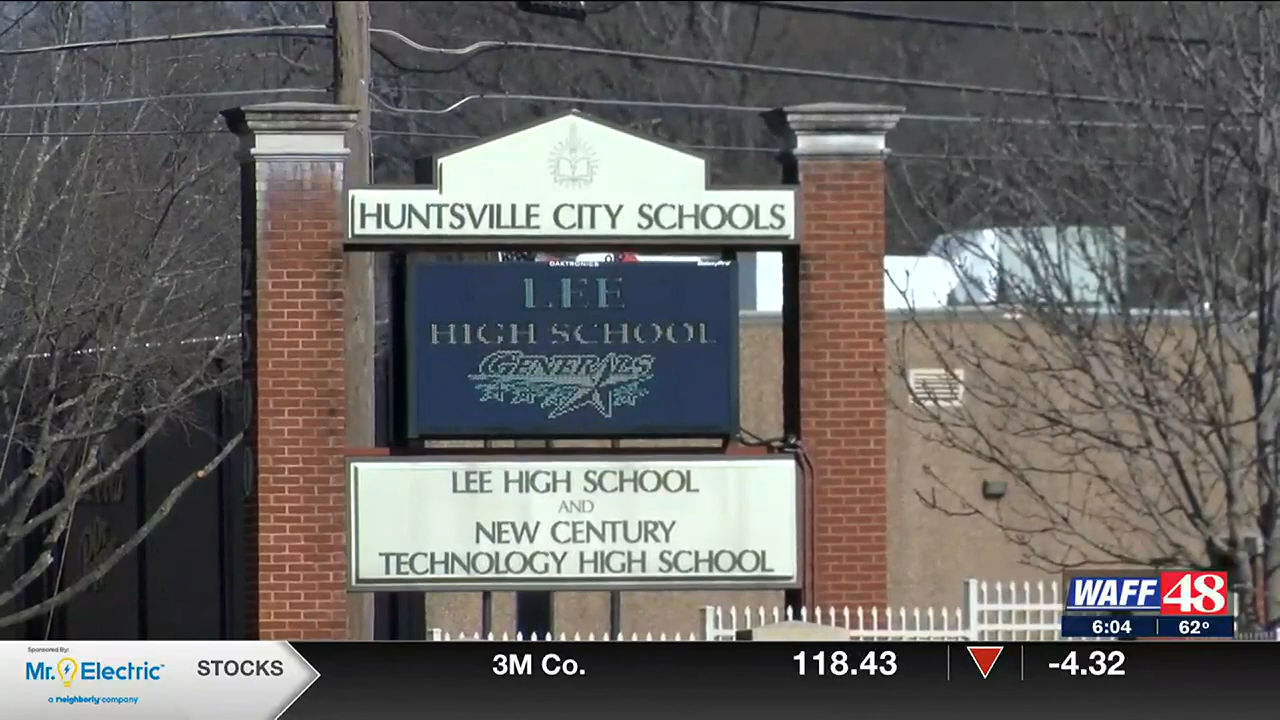 HUNTSVILLE CITY SCHOOLS
DAKTRONICS
LEE
HIGH SCHOOL
GENERALS
LEE HIGH SCHOOL
AND
NEW CENTURY
TECHNOLOGY HIGH SCHOOL
WAFF 48
6:04 62°
Sponsored By:
Mr. Electric
a neighborly company
STOCKS
3M Co. 118.43 -4.32